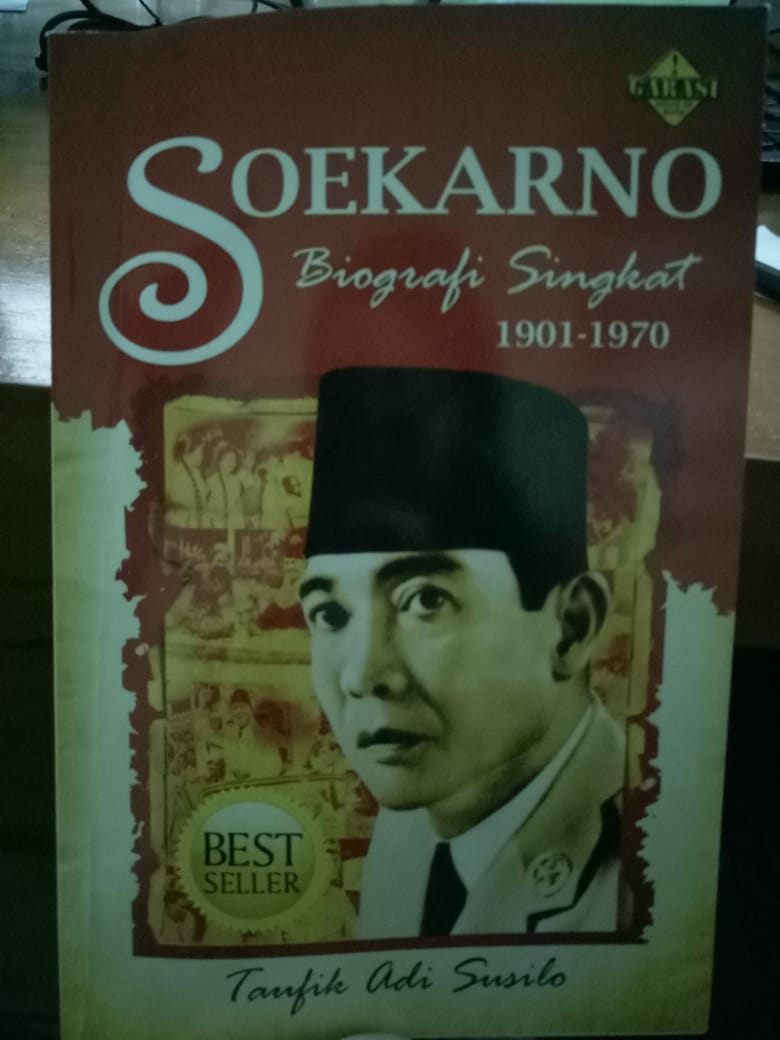 GARASI
SOEKARNO
Biografi Singkat
1901-1970
BEST
SELLER
Taufik Adi Susilo